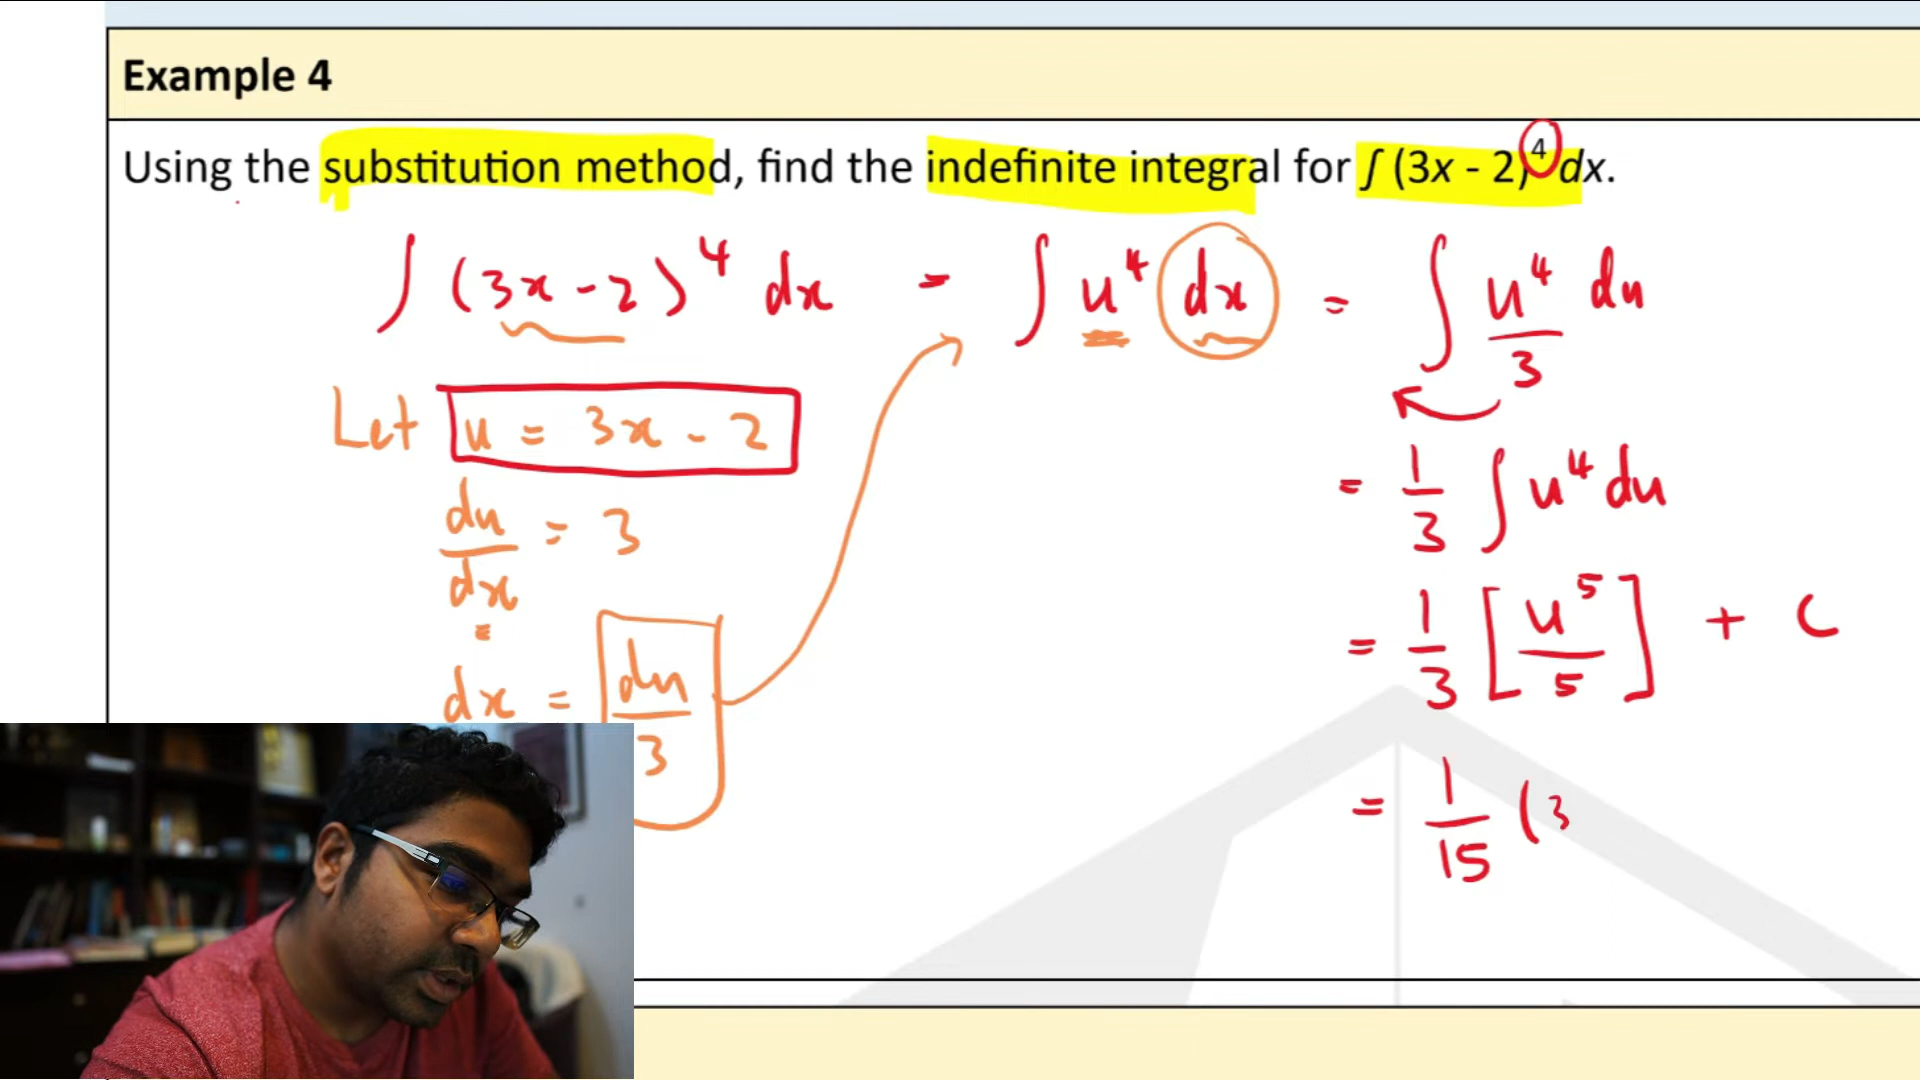 Example 4
Using the substitution method, find the indefinite integral for ∫ (3x - 2)⁴ dx.
∫ (3x - 2)⁴ dx = ∫ u⁴ dx = ∫ u⁴/3 du
Let u = 3x - 2
du/dx = 3
dx = du/3
= 1/3 ∫ u⁴ du
= 1/3 [u⁵/5] + C
= 1/15 (3